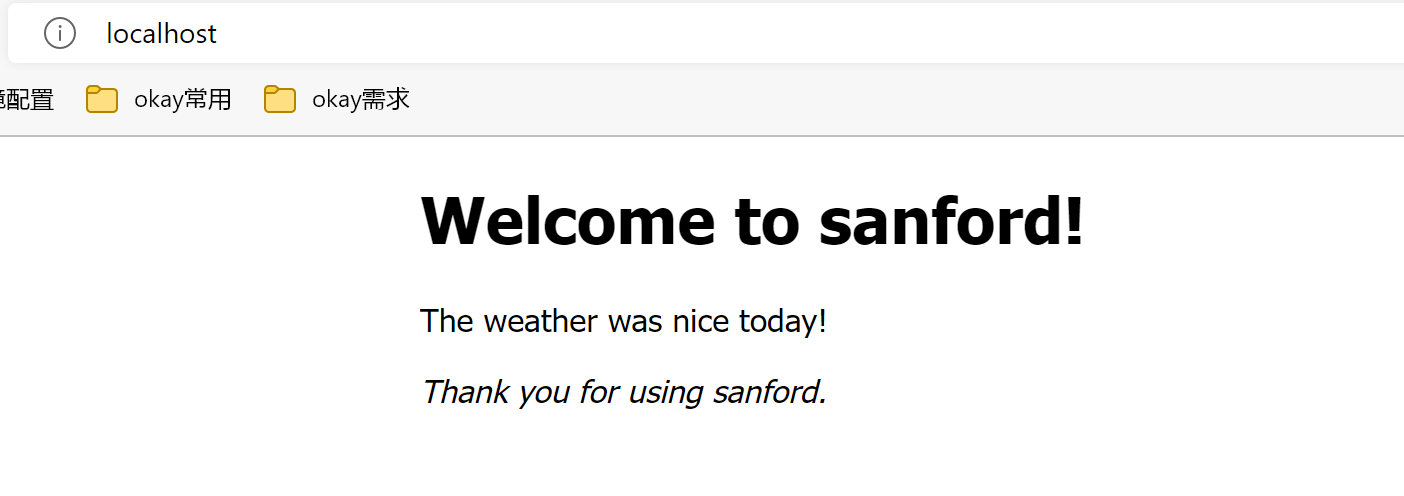 localhost
配置
okay常用
okay需求
Welcome to sanford!
The weather was nice today!
Thank you for using sanford.